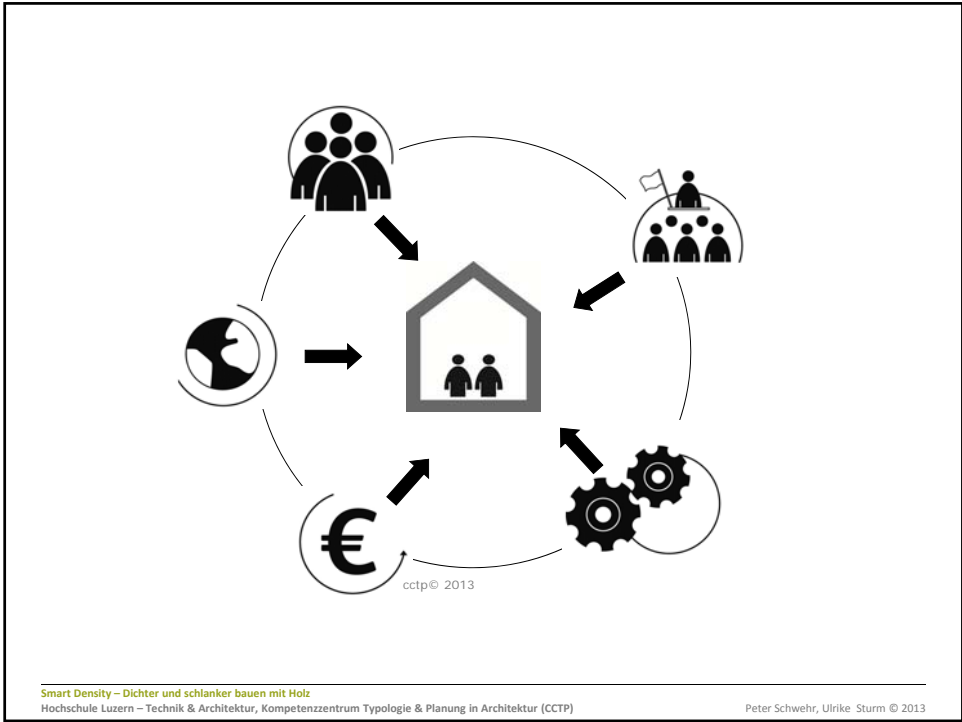 €
cctp© 2013
Smart Density – Dichter und schlanker bauen mit Holz
Hochschule Luzern – Technik & Architektur, Kompetenzzentrum Typologie & Planung in Architektur (CCTP)
Peter Schwehr, Ulrike Sturm © 2013